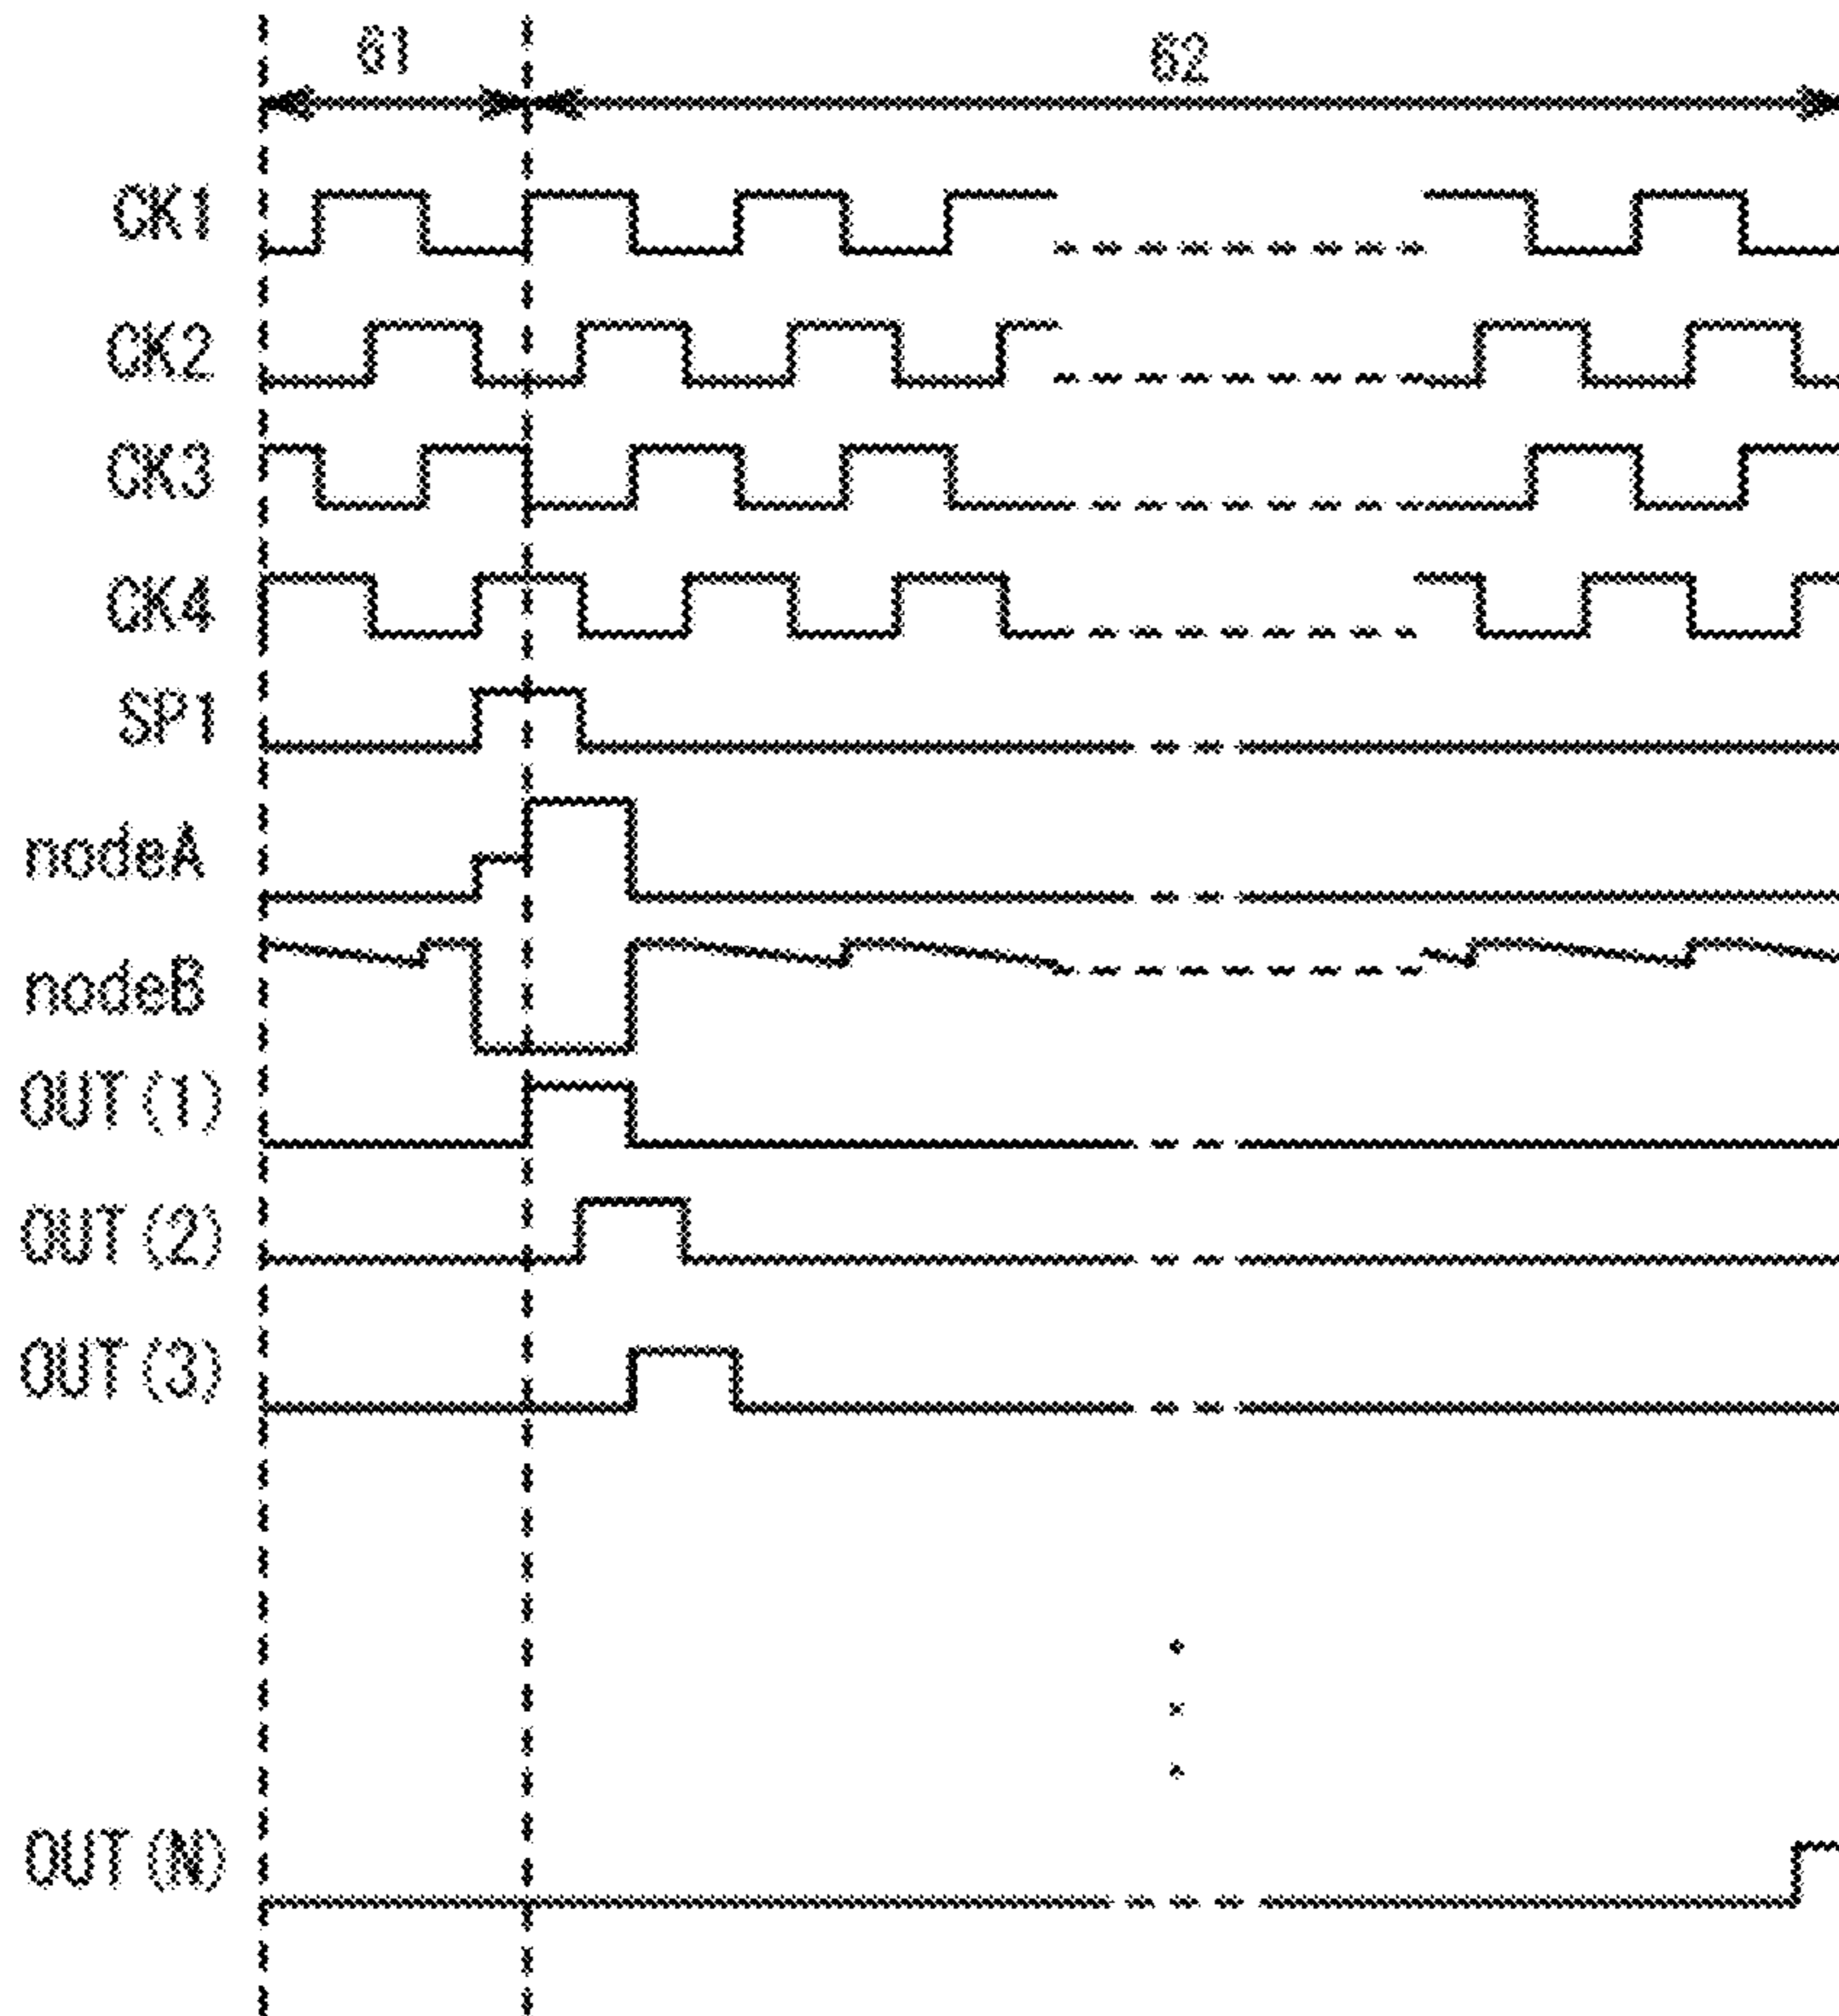 61
62
CK1
CK2
CK3
CK4
SP1
nodeA
nodeB
OUT(1)
OUT(2)
OUT(3)
OUT(N)